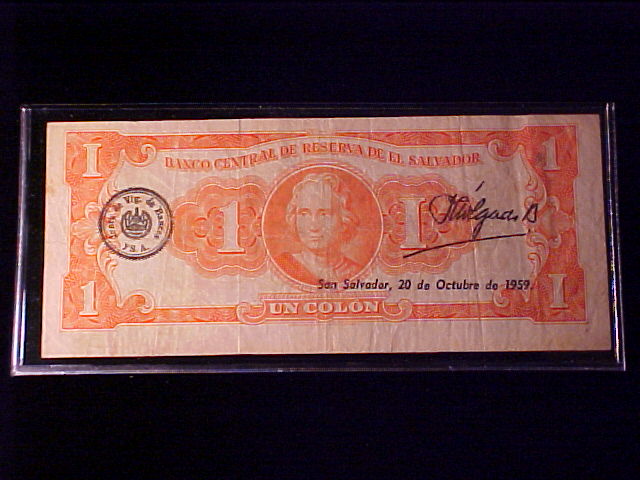 I
BANCO CENTRAL DE RESERVA DE EL SALVADOR
1
1
I
San Salvador, 20 de Octubre de 1959.
1
UN COLON
I